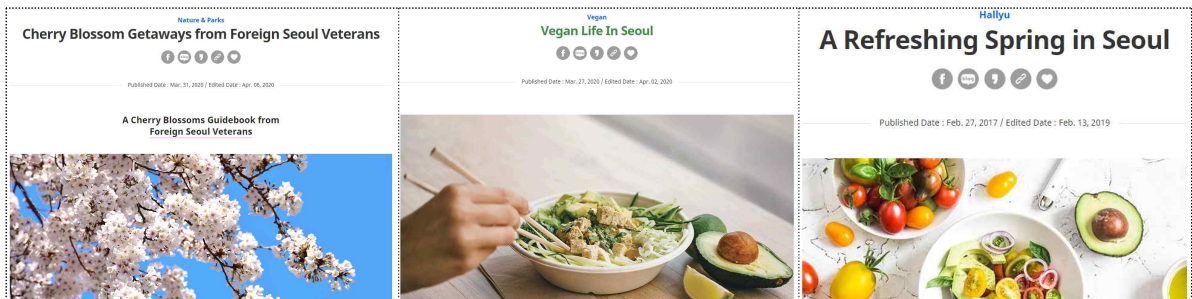 Nature & Parks
Cherry Blossom Getaways from Foreign Seoul Veterans
Published Date : Mar. 31, 2020 / Edited Date : Apr. 06, 2020
A Cherry Blossoms Guidebook from
Foreign Seoul Veterans
Vegan
Vegan Life In Seoul
blog
Published Date : Mar. 27, 2020 / Edited Date : Apr. 02, 2020
Hallyu
A Refreshing Spring in Seoul
blog
Published Date : Feb. 27, 2017 / Edited Date : Feb. 13, 2019